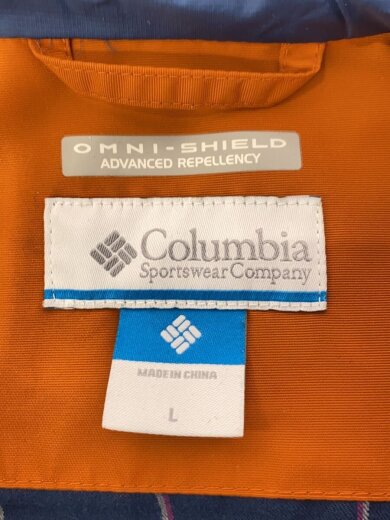 OMNI-SHIELD
ADVANCED REPELLENCY
Columbia
Sportswear Company
MADE IN CHINA
L